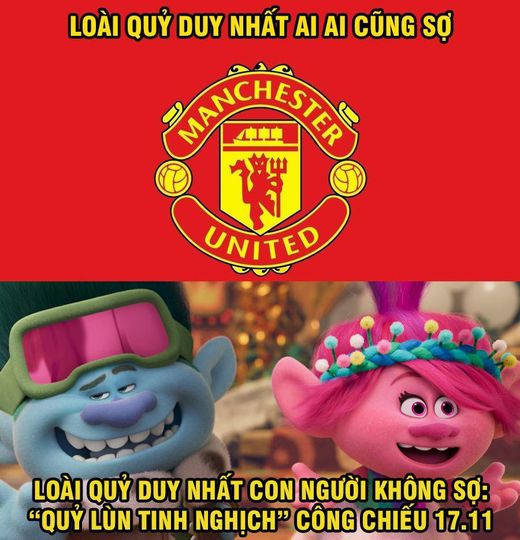 LOÀI QUỶ DUY NHẤT AI AI CŨNG SỢ
MANCHESTER
UNITED
LOÀI QUỶ DUY NHẤT CON NGƯỜI KHÔNG SỢ:
“QUỶ LÙN TINH NGHỊCH” CÔNG CHIẾU 17.11